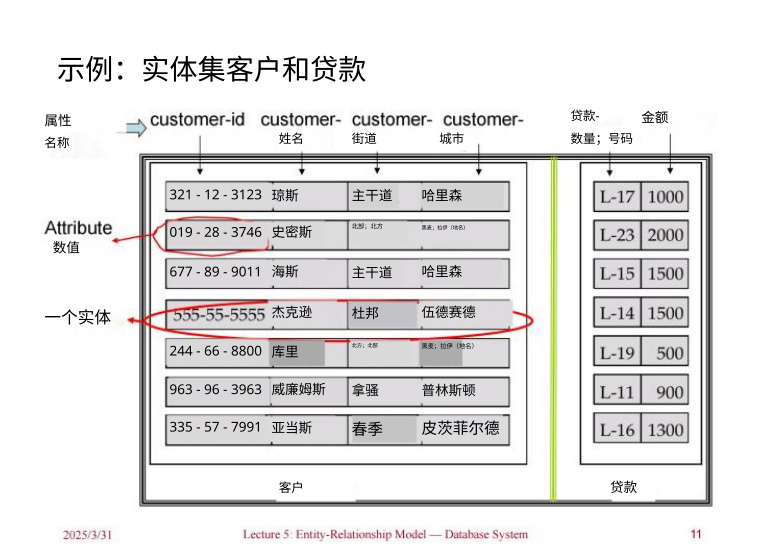 示例：实体集客户和贷款
属性
名称
customer-id customer- customer- customer-
姓名 街道 城市
贷款-
数量；号码
金额
321 - 12 - 3123 琼斯 主干道 哈里森
L-17 1000
Attribute
数值
019 - 28 - 3746 史密斯 北部；北方 黑麦；拉伊（地名）
L-23 2000
677 - 89 - 9011 海斯 主干道 哈里森
L-15 1500
一个实体
555-55-5555 杰克逊 杜邦 伍德赛德
L-14 1500
244 - 66 - 8800 库里 北方；北部 黑麦；拉伊（地名）
L-19 500
963 - 96 - 3963 威廉姆斯 拿骚 普林斯顿
L-11 900
335 - 57 - 7991 亚当斯 春季 皮茨菲尔德
L-16 1300
客户 贷款
2025/3/31 Lecture 5: Entity-Relationship Model — Database System 11